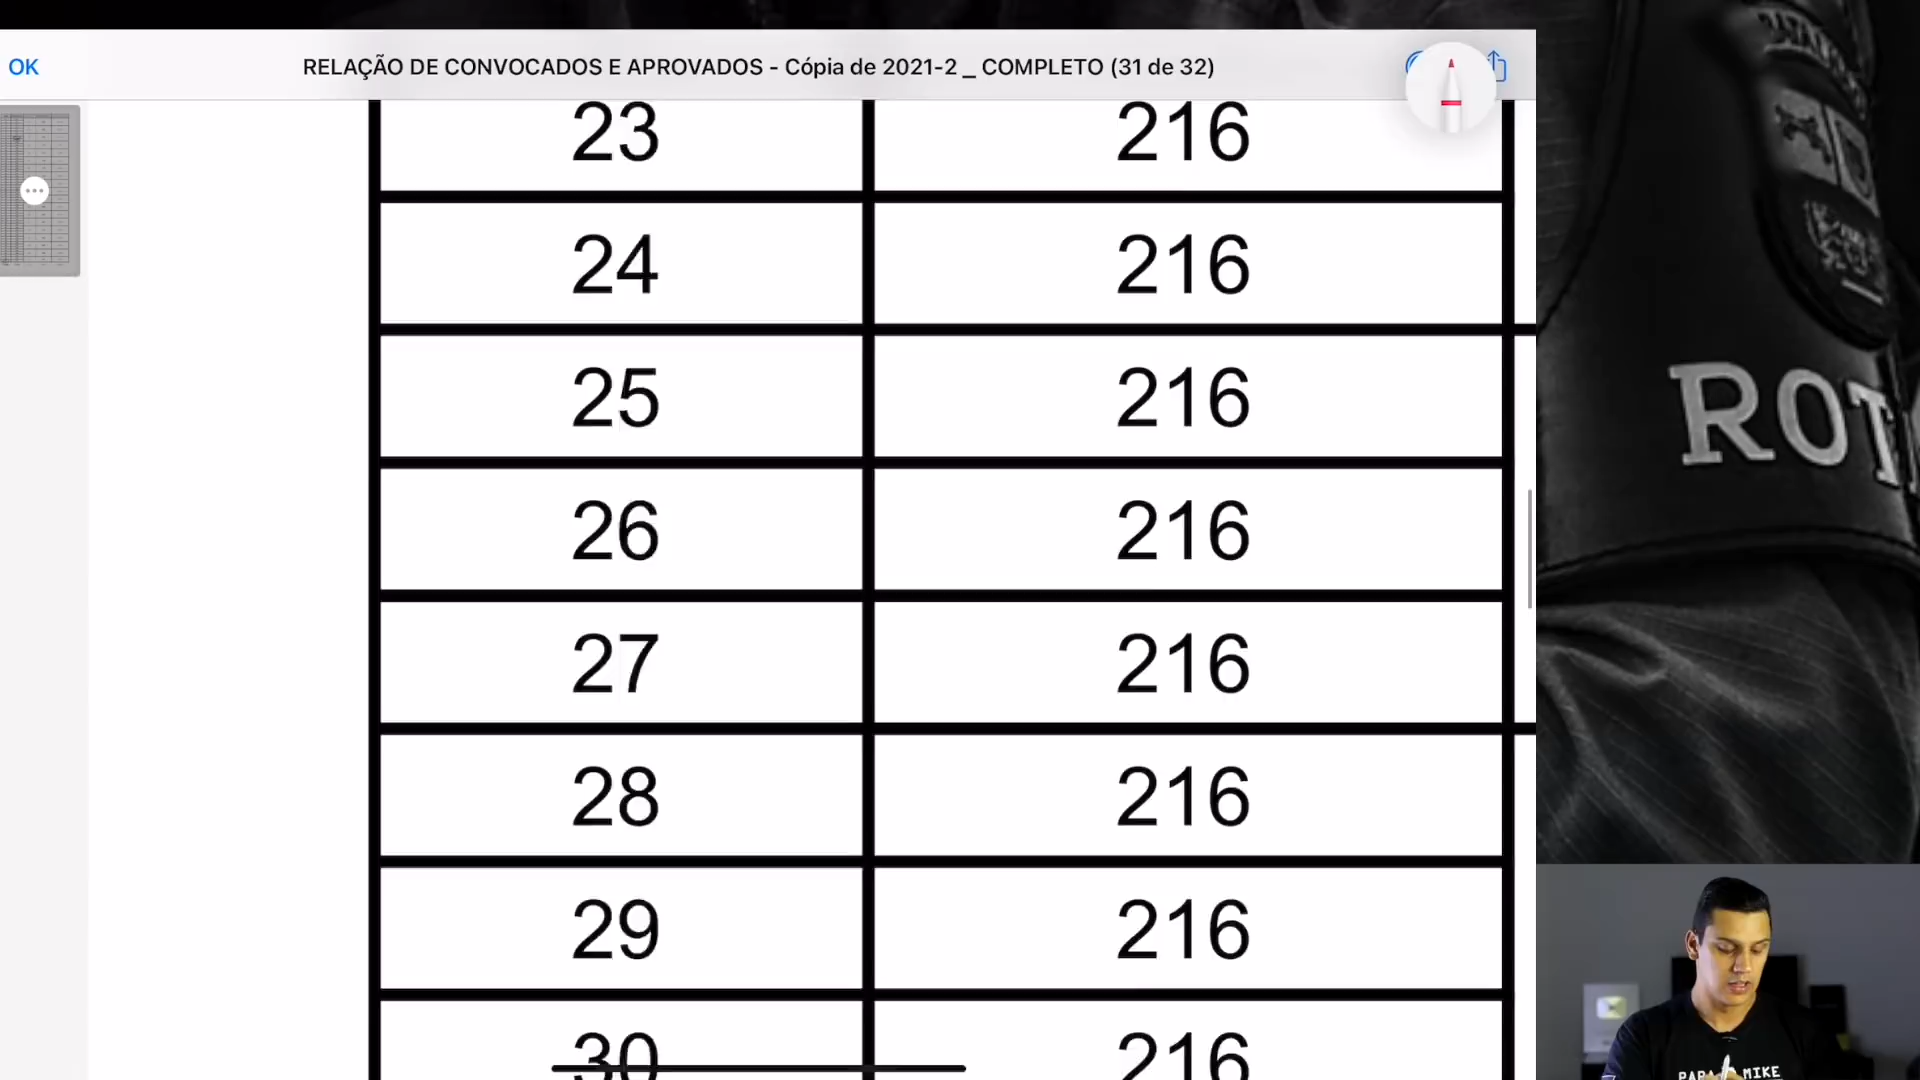 OK
RELAÇÃO DE CONVOCADOS E APROVADOS - Cópia de 2021-2 _ COMPLETO (31 de 32)
23 216
24 216
25 216
26 216
27 216
28 216
29 216
30 216
ROT
PARA MIKE